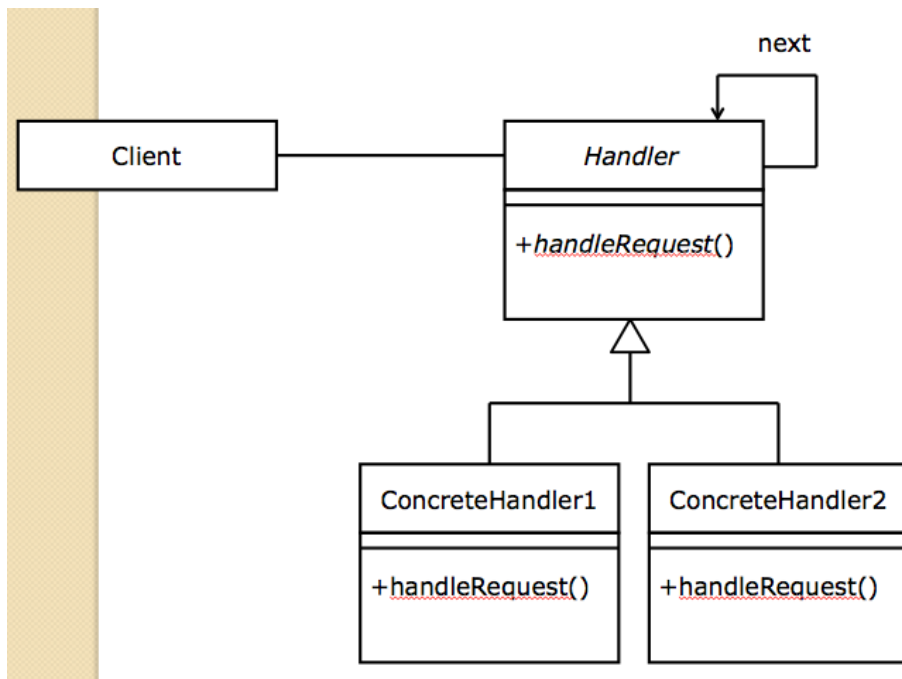 next
Client
Handler
+handleRequest()
ConcreteHandler1
ConcreteHandler2
+handleRequest()
+handleRequest()